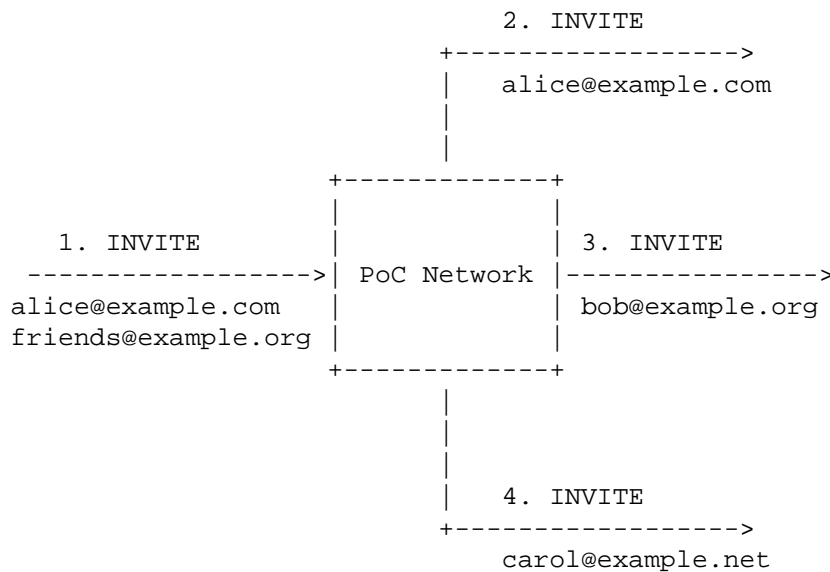 2. INVITE
alice@example.com
1. INVITE
PoC Network
3. INVITE
alice@example.com
bob@example.org
friends@example.org
4. INVITE
carol@example.net